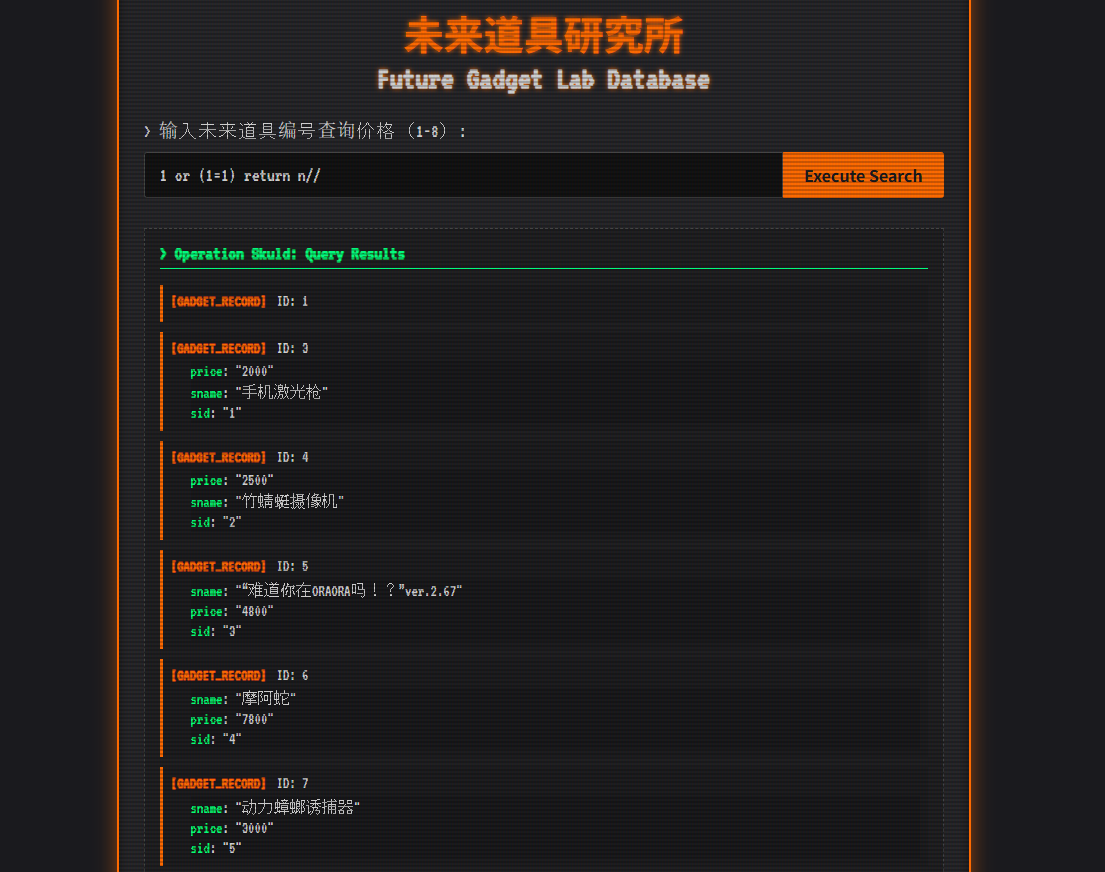 未来道具研究所
Future Gadget Lab Database
› 输入未来道具编号查询价格（1-8）:
1 or (1=1) return n//
Execute Search
› Operation Skuld: Query Results
[GADGET_RECORD] ID: 1
[GADGET_RECORD] ID: 3
price: "2000"
sname: "手机激光枪"
sid: "1"
[GADGET_RECORD] ID: 4
price: "2500"
sname: "竹蜻蜓摄像机"
sid: "2"
[GADGET_RECORD] ID: 5
sname: "“难道你在ORAORA吗！？”ver.2.67"
price: "4800"
sid: "3"
[GADGET_RECORD] ID: 6
sname: "摩阿蛇"
price: "7800"
sid: "4"
[GADGET_RECORD] ID: 7
sname: "动力蟑螂诱捕器"
price: "3000"
sid: "5"